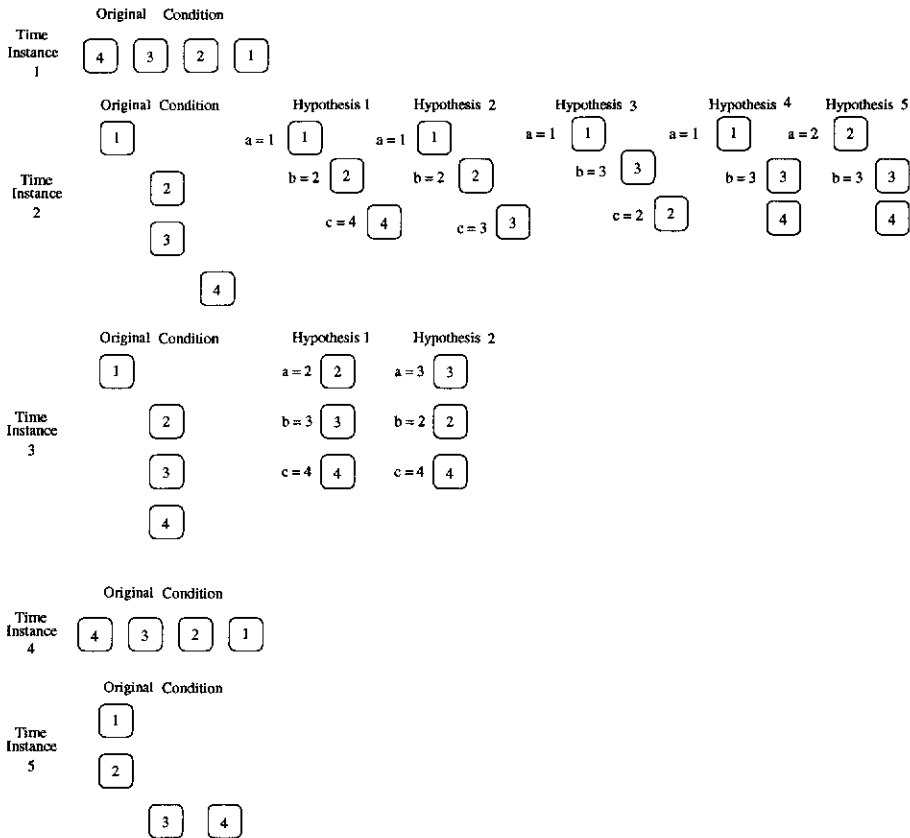 Original Condition
Time Instance 1
4 3 2 1
Original Condition Hypothesis 1 Hypothesis 2 Hypothesis 3 Hypothesis 4 Hypothesis 5
1 a = 1 1 a = 1 1 a = 1 1 a = 1 1 a = 2 2
Time Instance 2
2 b = 2 2 b = 2 2 b = 3 3 b = 3 3 b = 3 3
3 c = 4 4 c = 3 3 c = 2 2 4 4
4
Original Condition Hypothesis 1 Hypothesis 2
1 a = 2 2 a = 3 3
Time Instance 3
2 b = 3 3 b = 2 2
3 c = 4 4 c = 4 4
4
Original Condition
Time Instance 4
4 3 2 1
Original Condition
1
Time Instance 5
2
3 4